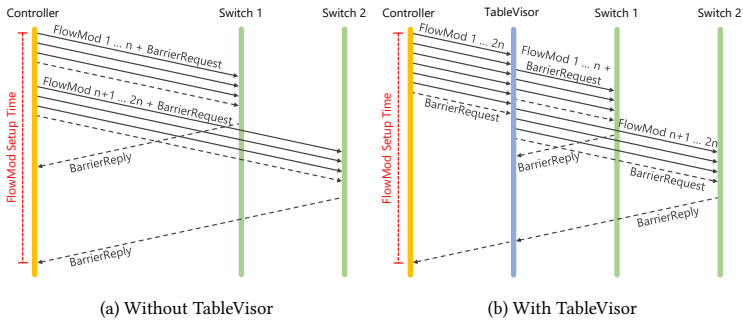 Controller
Switch 1
Switch 2
FlowMod 1 ... n + BarrierRequest
FlowMod n+1 ... 2n + BarrierRequest
FlowMod Setup Time
BarrierReply
BarrierReply
(a) Without TableVisor
Controller
TableVisor
Switch 1
Switch 2
FlowMod 1 ... 2n
FlowMod 1 ... n +
BarrierRequest
BarrierRequest
FlowMod n+1 ... 2n
FlowMod Setup Time
BarrierReply
BarrierRequest
BarrierReply
(b) With TableVisor